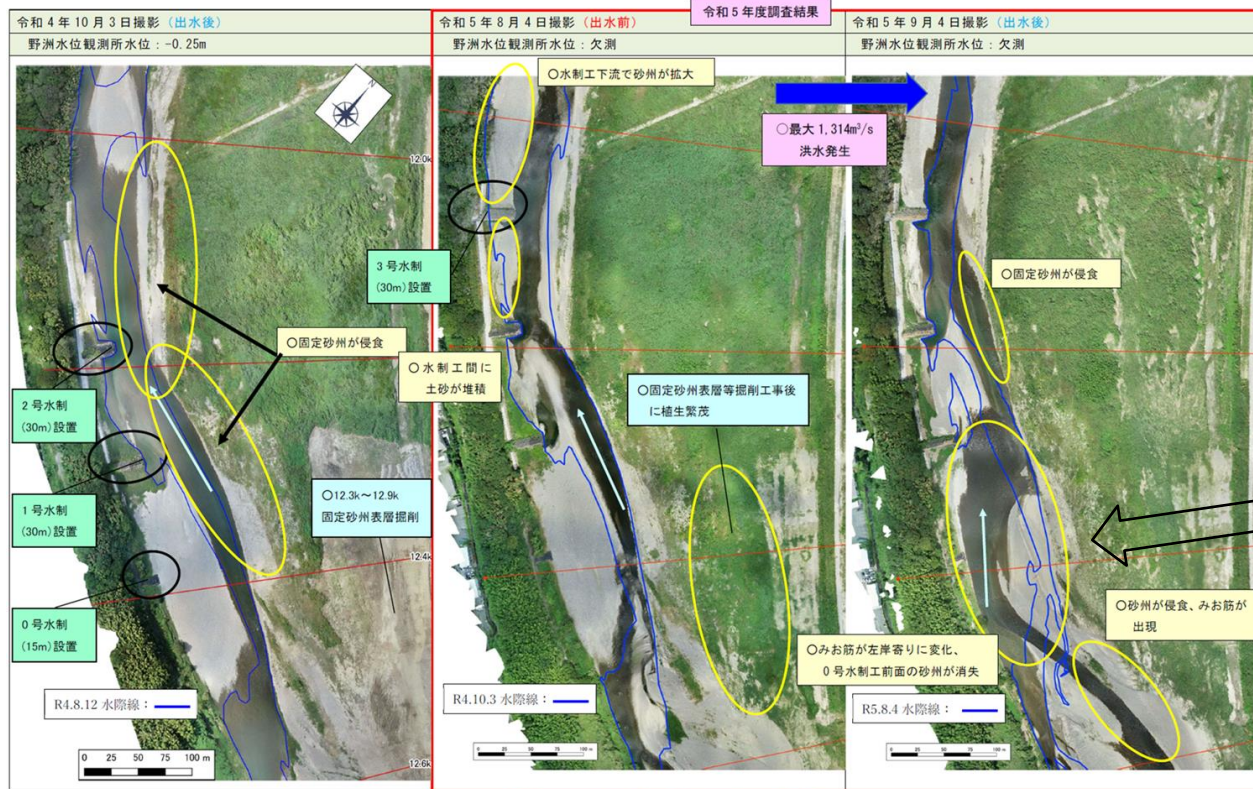 令和5年度調査結果
令和4年10月3日撮影（出水後）
野洲水位観測所水位：-0.25m
N
12.0k
2号水制
(30m)設置
1号水制
(30m)設置
0号水制
(15m)設置
○固定砂州が侵食
○12.3k～12.9k
固定砂州表層掘削
12.4k
12.6k
R4.8.12 水際線：
0 25 50 75 100 m
令和5年8月4日撮影（出水前）
野洲水位観測所水位：欠測
○水制工下流で砂州が拡大
3号水制
(30m)設置
○水制工間に
土砂が堆積
○固定砂州表層等掘削工事後
に植生繁茂
R4.10.3 水際線：
0 25 50 75 100 m
○最大1,314m³/s
洪水発生
令和5年9月4日撮影（出水後）
野洲水位観測所水位：欠測
○固定砂州が侵食
○砂州が侵食、みお筋が
出現
○みお筋が左岸寄りに変化、
0号水制工前面の砂州が消失
R5.8.4 水際線：
0 25 50 75 100 m